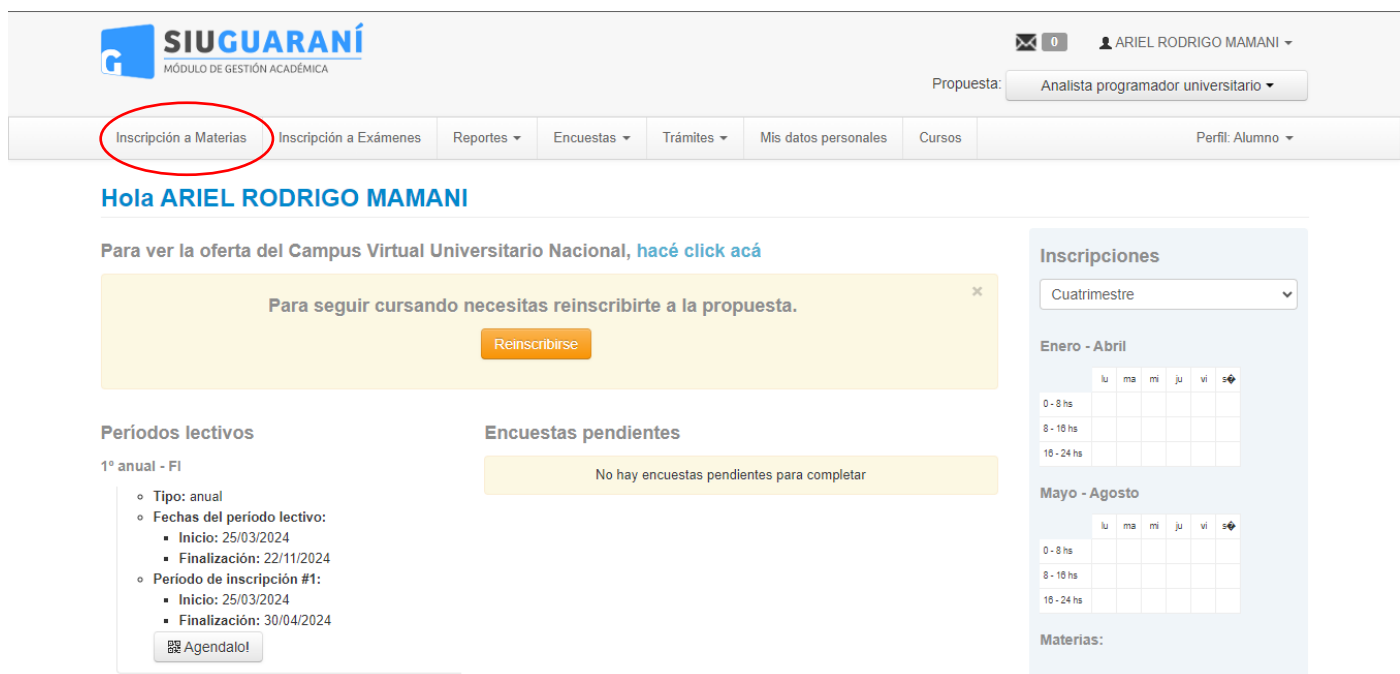 SIUGUARANÍ
MÓDULO DE GESTIÓN ACADÉMICA
0 ARIEL RODRIGO MAMANI
Propuesta: Analista programador universitario
Inscripción a Materias Inscripción a Exámenes Reportes Encuestas Trámites Mis datos personales Cursos Perfil: Alumno
Hola ARIEL RODRIGO MAMANI
Para ver la oferta del Campus Virtual Universitario Nacional, hacé click acá
Para seguir cursando necesitas reinscribirte a la propuesta.
×
Reinscribirse
Períodos lectivos
1º anual - FI
Tipo: anual
Fechas del período lectivo:
Inicio: 25/03/2024
Finalización: 22/11/2024
Período de inscripción #1:
Inicio: 25/03/2024
Finalización: 30/04/2024
Agendalo!
Encuestas pendientes
No hay encuestas pendientes para completar
Inscripciones
Cuatrimestre
Enero - Abril
lu ma mi ju vi s�
0 - 8 hs
8 - 16 hs
16 - 24 hs
Mayo - Agosto
lu ma mi ju vi s�
0 - 8 hs
8 - 16 hs
16 - 24 hs
Materias: